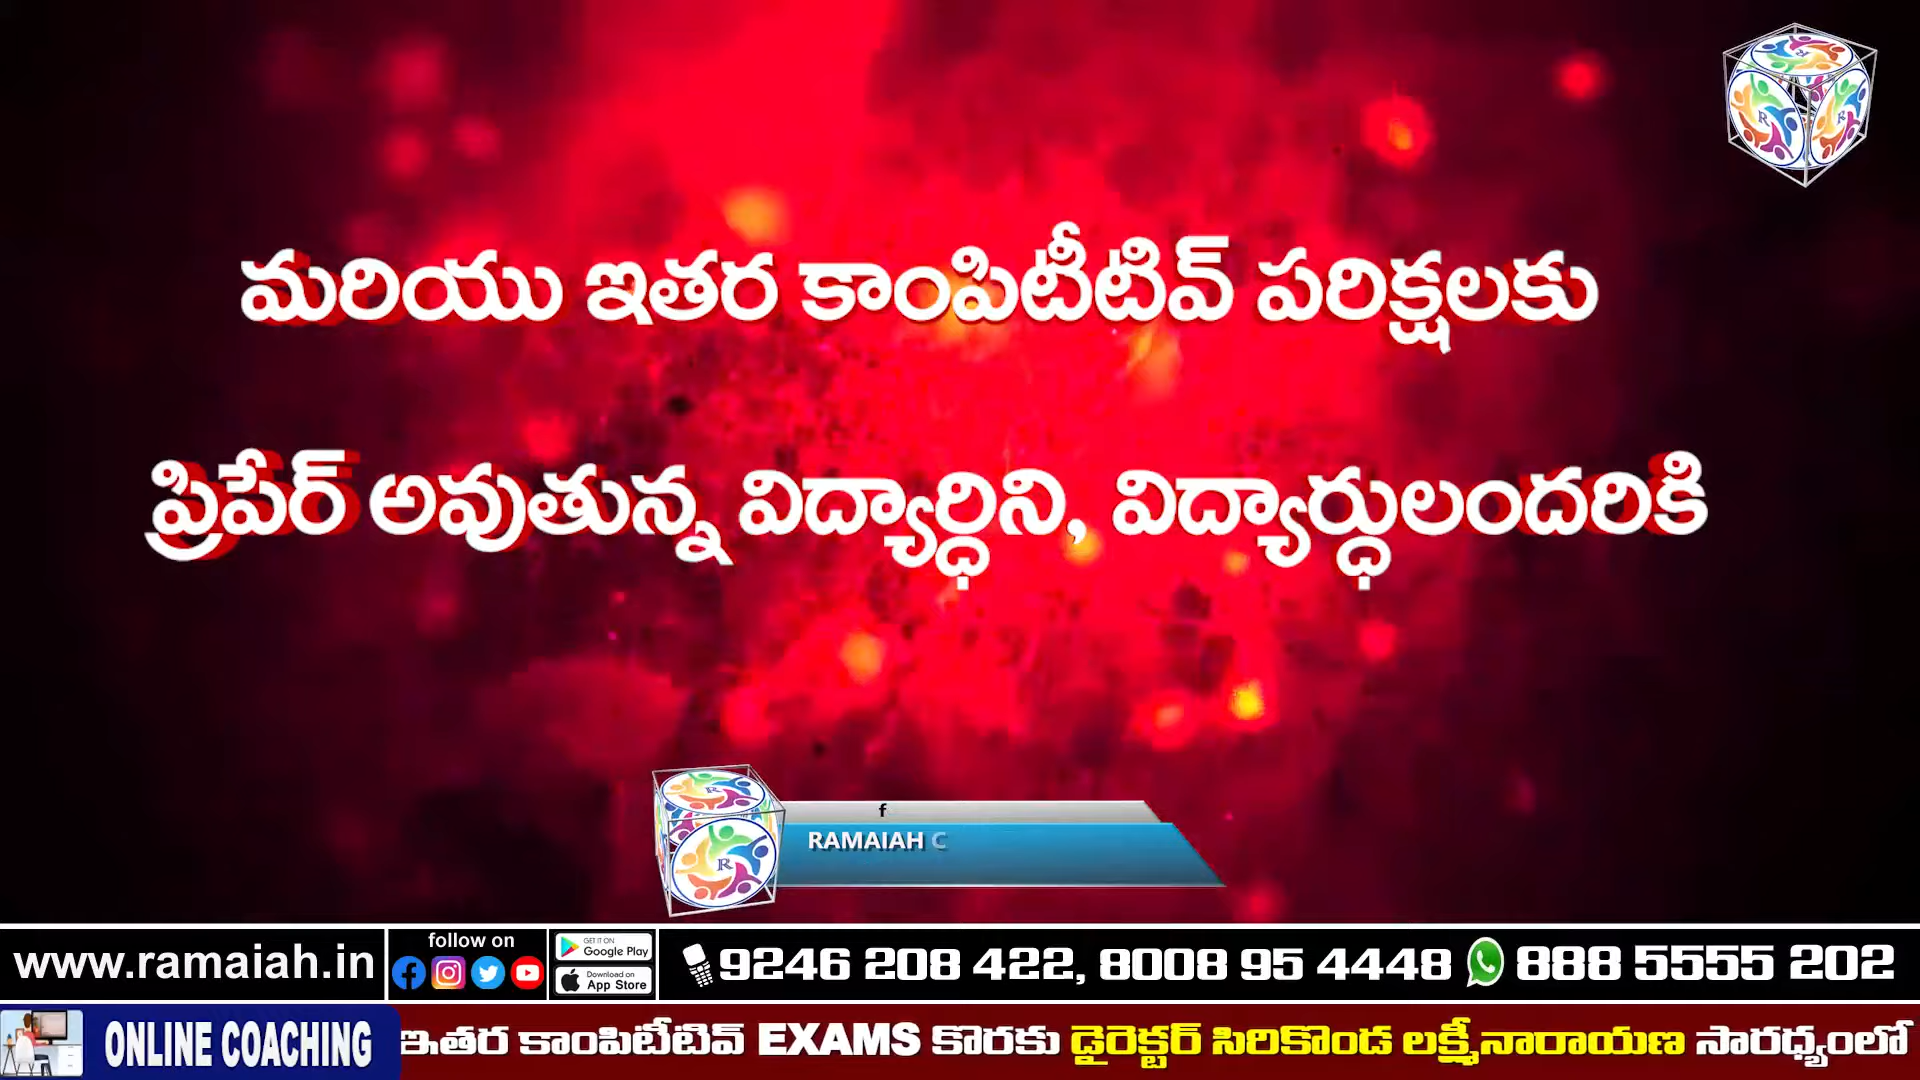 మరియు ఇతర కాంపిటీటివ్ పరిక్షలకు
ప్రిపేర్ అవుతున్న విద్యార్ధిని, విద్యార్ధులందరికి
f
RAMAIAH C
www.ramaiah.in
follow on
GET IT ON
Google Play
Download on
App Store
9246 208 422, 8008 95 4448
888 5555 202
ONLINE COACHING
ఇతర కాంపిటీటివ్ EXAMS కొరకు డైరెక్టర్ సిరికొండ లక్ష్మీనారాయణ సారధ్యంలో